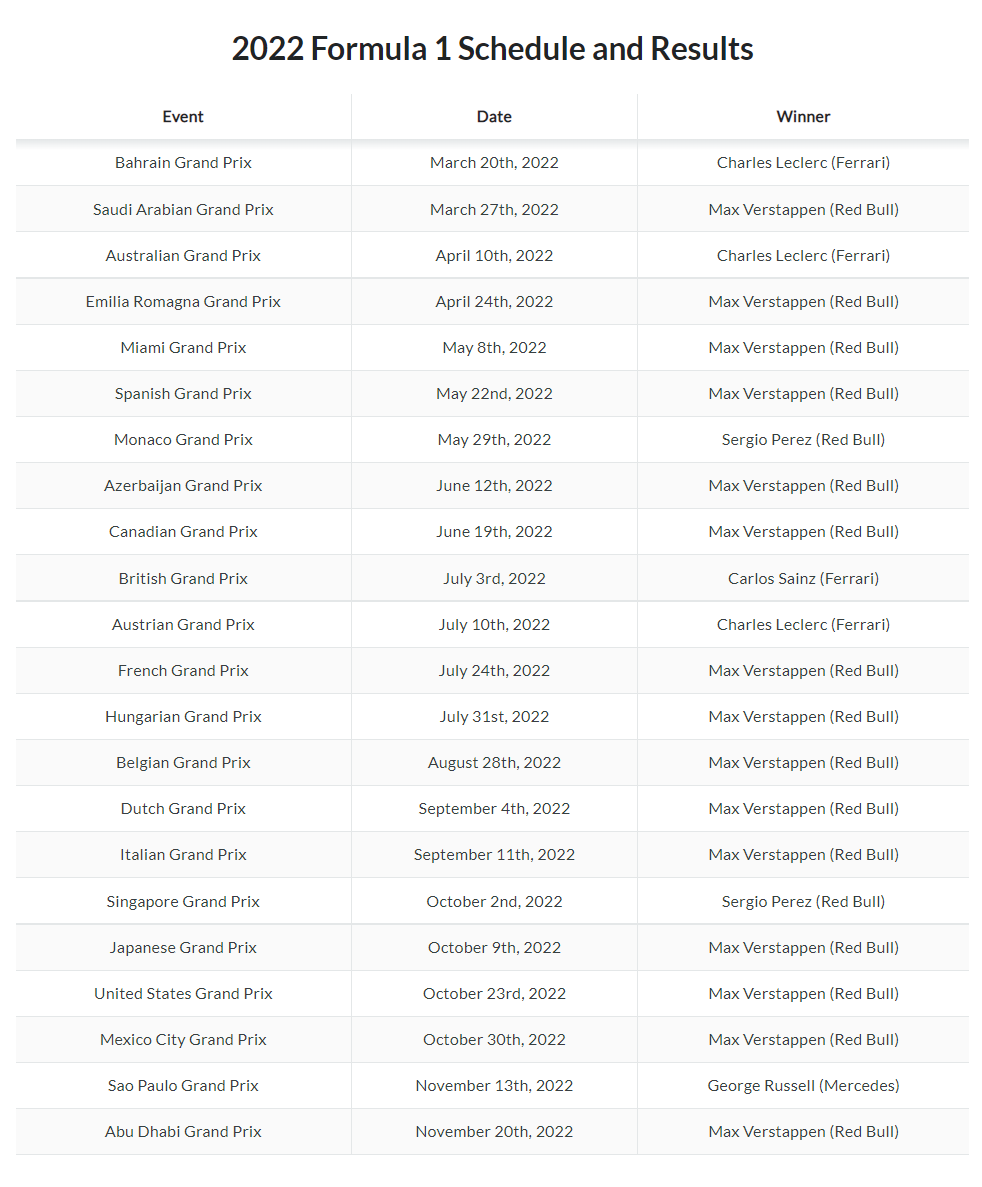 2022 Formula 1 Schedule and Results
Event Date Winner
Bahrain Grand Prix March 20th, 2022 Charles Leclerc (Ferrari)
Saudi Arabian Grand Prix March 27th, 2022 Max Verstappen (Red Bull)
Australian Grand Prix April 10th, 2022 Charles Leclerc (Ferrari)
Emilia Romagna Grand Prix April 24th, 2022 Max Verstappen (Red Bull)
Miami Grand Prix May 8th, 2022 Max Verstappen (Red Bull)
Spanish Grand Prix May 22nd, 2022 Max Verstappen (Red Bull)
Monaco Grand Prix May 29th, 2022 Sergio Perez (Red Bull)
Azerbaijan Grand Prix June 12th, 2022 Max Verstappen (Red Bull)
Canadian Grand Prix June 19th, 2022 Max Verstappen (Red Bull)
British Grand Prix July 3rd, 2022 Carlos Sainz (Ferrari)
Austrian Grand Prix July 10th, 2022 Charles Leclerc (Ferrari)
French Grand Prix July 24th, 2022 Max Verstappen (Red Bull)
Hungarian Grand Prix July 31st, 2022 Max Verstappen (Red Bull)
Belgian Grand Prix August 28th, 2022 Max Verstappen (Red Bull)
Dutch Grand Prix September 4th, 2022 Max Verstappen (Red Bull)
Italian Grand Prix September 11th, 2022 Max Verstappen (Red Bull)
Singapore Grand Prix October 2nd, 2022 Sergio Perez (Red Bull)
Japanese Grand Prix October 9th, 2022 Max Verstappen (Red Bull)
United States Grand Prix October 23rd, 2022 Max Verstappen (Red Bull)
Mexico City Grand Prix October 30th, 2022 Max Verstappen (Red Bull)
Sao Paulo Grand Prix November 13th, 2022 George Russell (Mercedes)
Abu Dhabi Grand Prix November 20th, 2022 Max Verstappen (Red Bull)